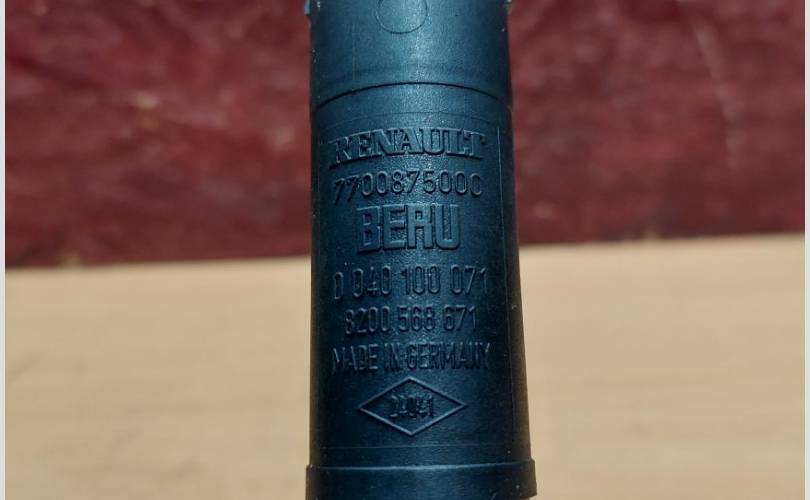 RENAULT
7700875000
BERU
0 040 100 071
8200 568 671
MADE IN GERMANY